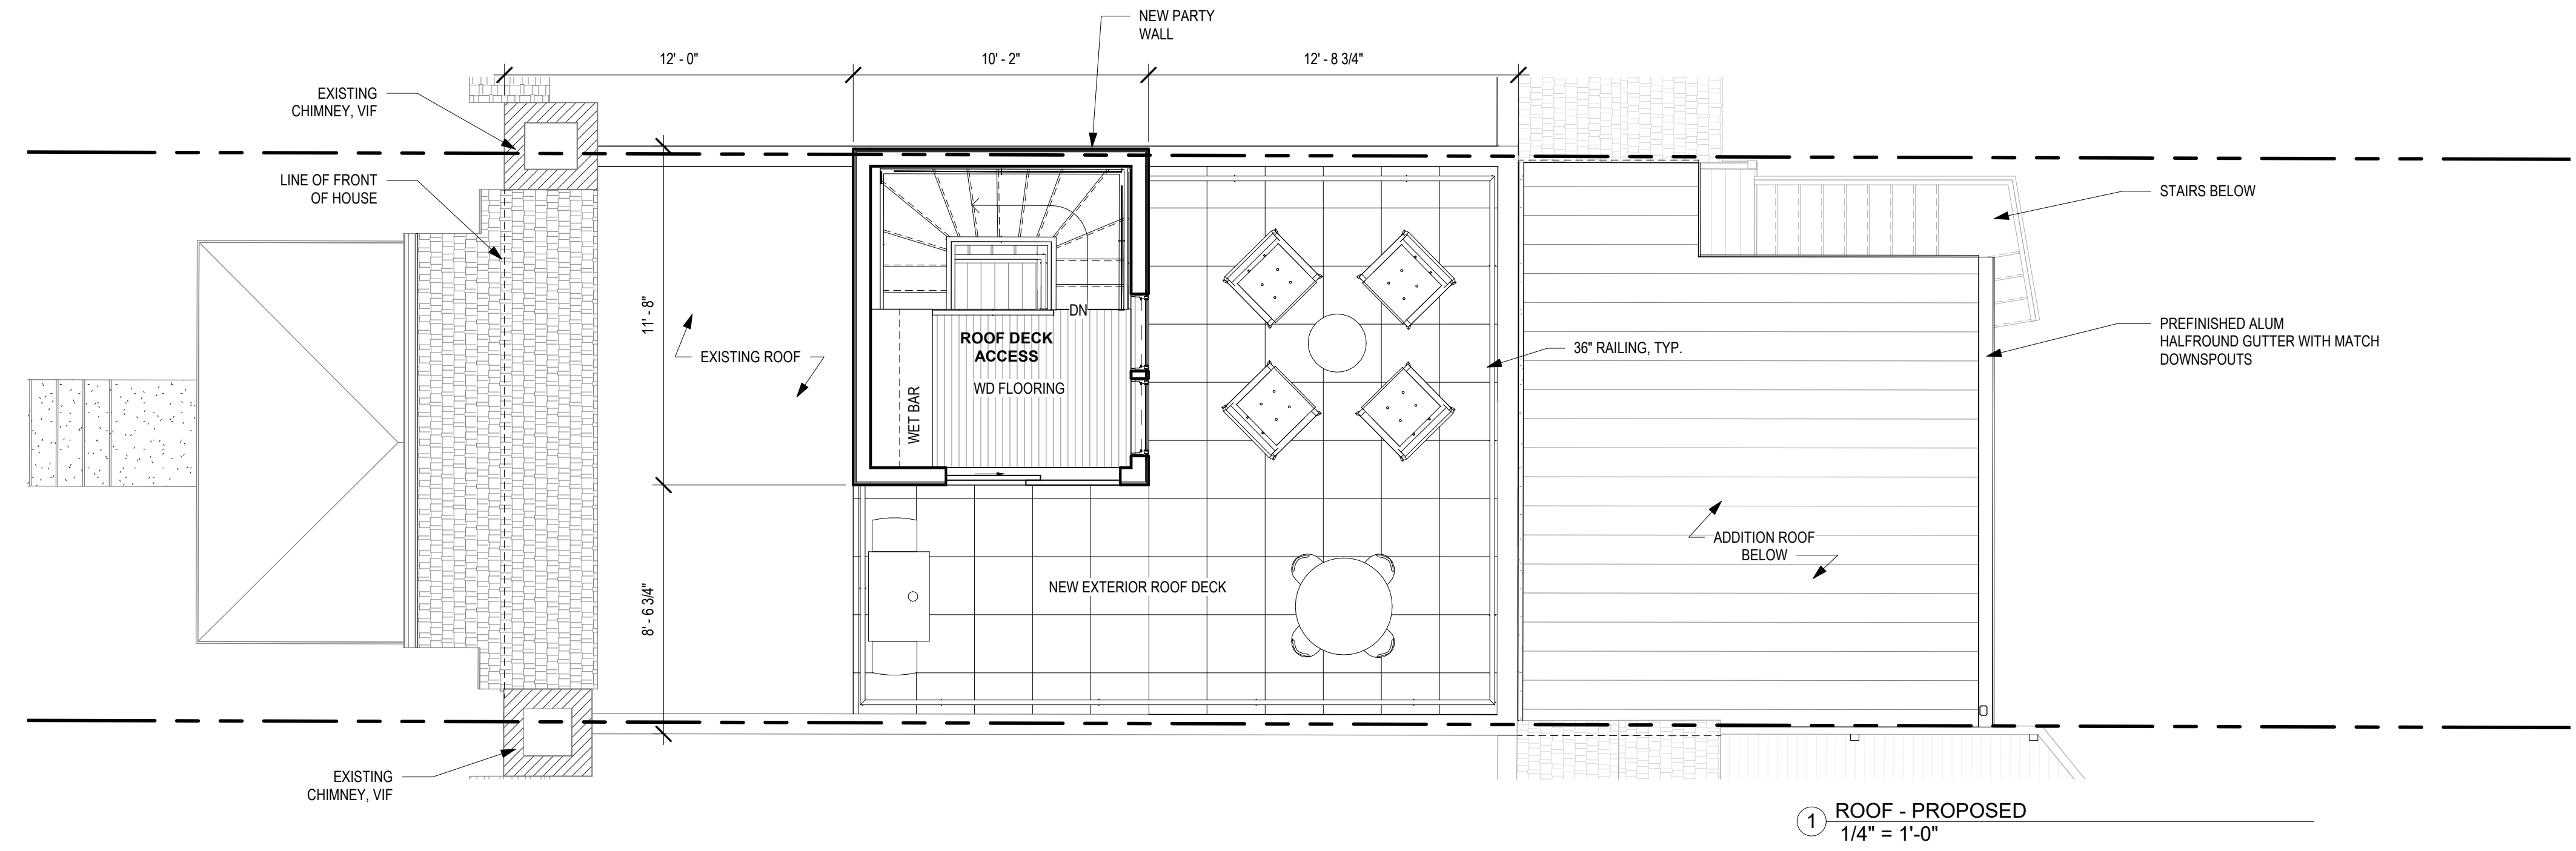 NEW PARTY
WALL
12' - 0"
10' - 2"
12' - 8 3/4"
EXISTING
CHIMNEY, VIF
LINE OF FRONT
OF HOUSE
STAIRS BELOW
11' - 8"
DN
EXISTING ROOF
ROOF DECK
ACCESS
WD FLOORING
WET BAR
36" RAILING, TYP.
PREFINISHED ALUM
HALFROUND GUTTER WITH MATCH
DOWNSPOUTS
ADDITION ROOF
BELOW
8' - 6 3/4"
NEW EXTERIOR ROOF DECK
EXISTING
CHIMNEY, VIF
1
ROOF - PROPOSED
1/4" = 1'-0"